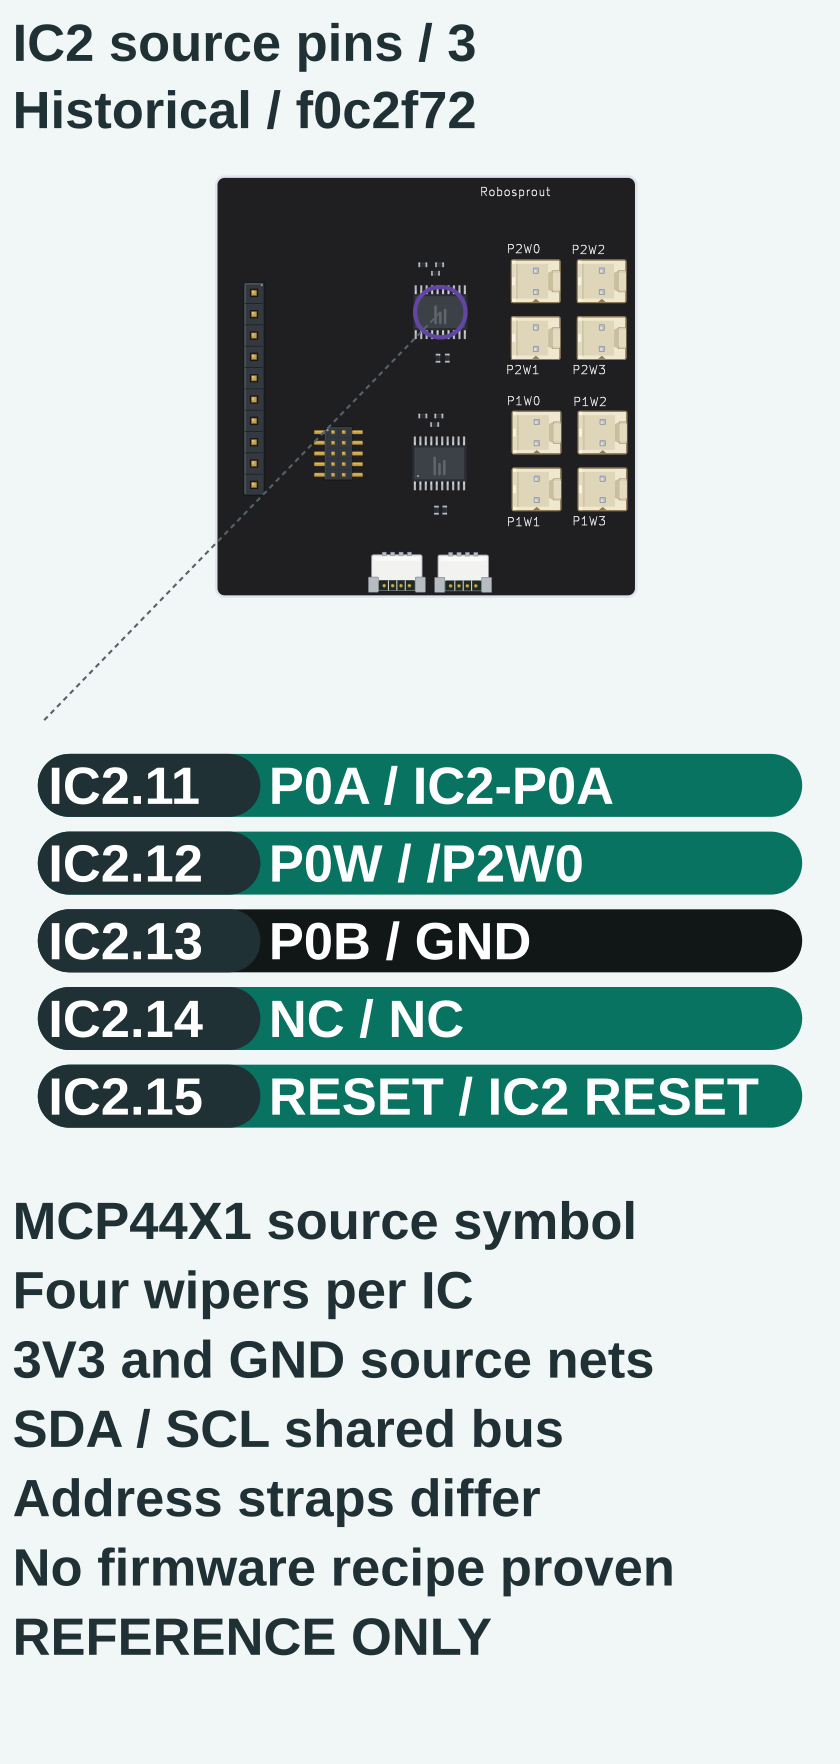 IC2 source pins / 3
Historical / f0c2f72
Robosprout
P2W0 P2W2
P2W1 P2W3
P1W0 P1W2
P1W1 P1W3
IC2.11 P0A / IC2-P0A
IC2.12 P0W / /P2W0
IC2.13 P0B / GND
IC2.14 NC / NC
IC2.15 RESET / IC2 RESET
MCP44X1 source symbol
Four wipers per IC
3V3 and GND source nets
SDA / SCL shared bus
Address straps differ
No firmware recipe proven
REFERENCE ONLY